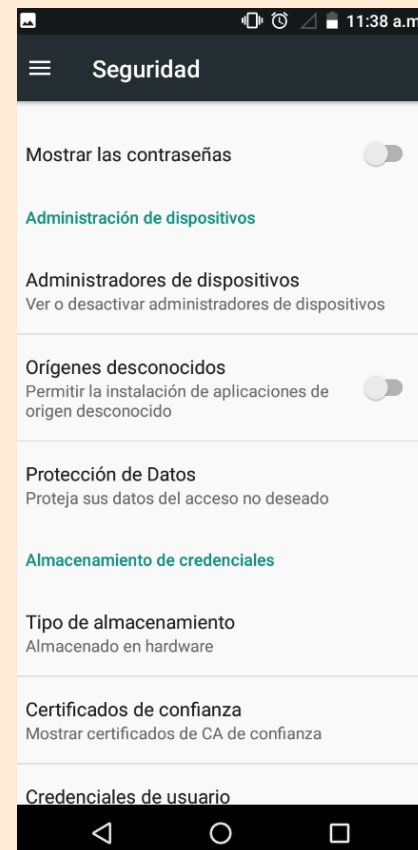 11:38 a.m
Seguridad
Mostrar las contraseñas
Administración de dispositivos
Administradores de dispositivos
Ver o desactivar administradores de dispositivos
Orígenes desconocidos
Permitir la instalación de aplicaciones de
origen desconocido
Protección de Datos
Proteja sus datos del acceso no deseado
Almacenamiento de credenciales
Tipo de almacenamiento
Almacenado en hardware
Certificados de confianza
Mostrar certificados de CA de confianza
Credenciales de usuario